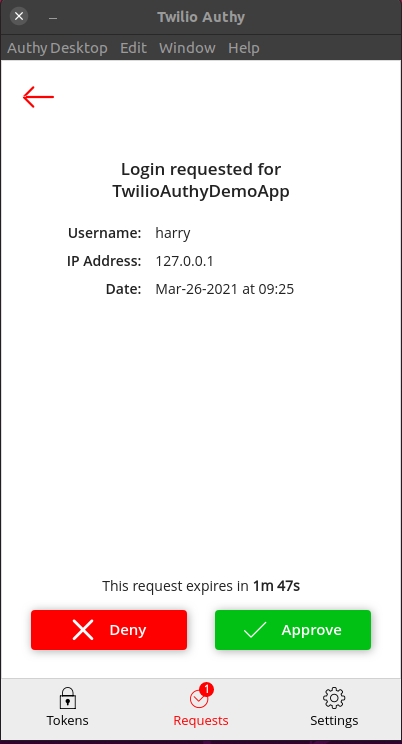 Twilio Authy
Authy Desktop Edit Window Help
Login requested for
TwilioAuthyDemoApp
Username: harry
IP Address: 127.0.0.1
Date: Mar-26-2021 at 09:25
This request expires in 1m 47s
Deny Approve
1
Tokens Requests Settings